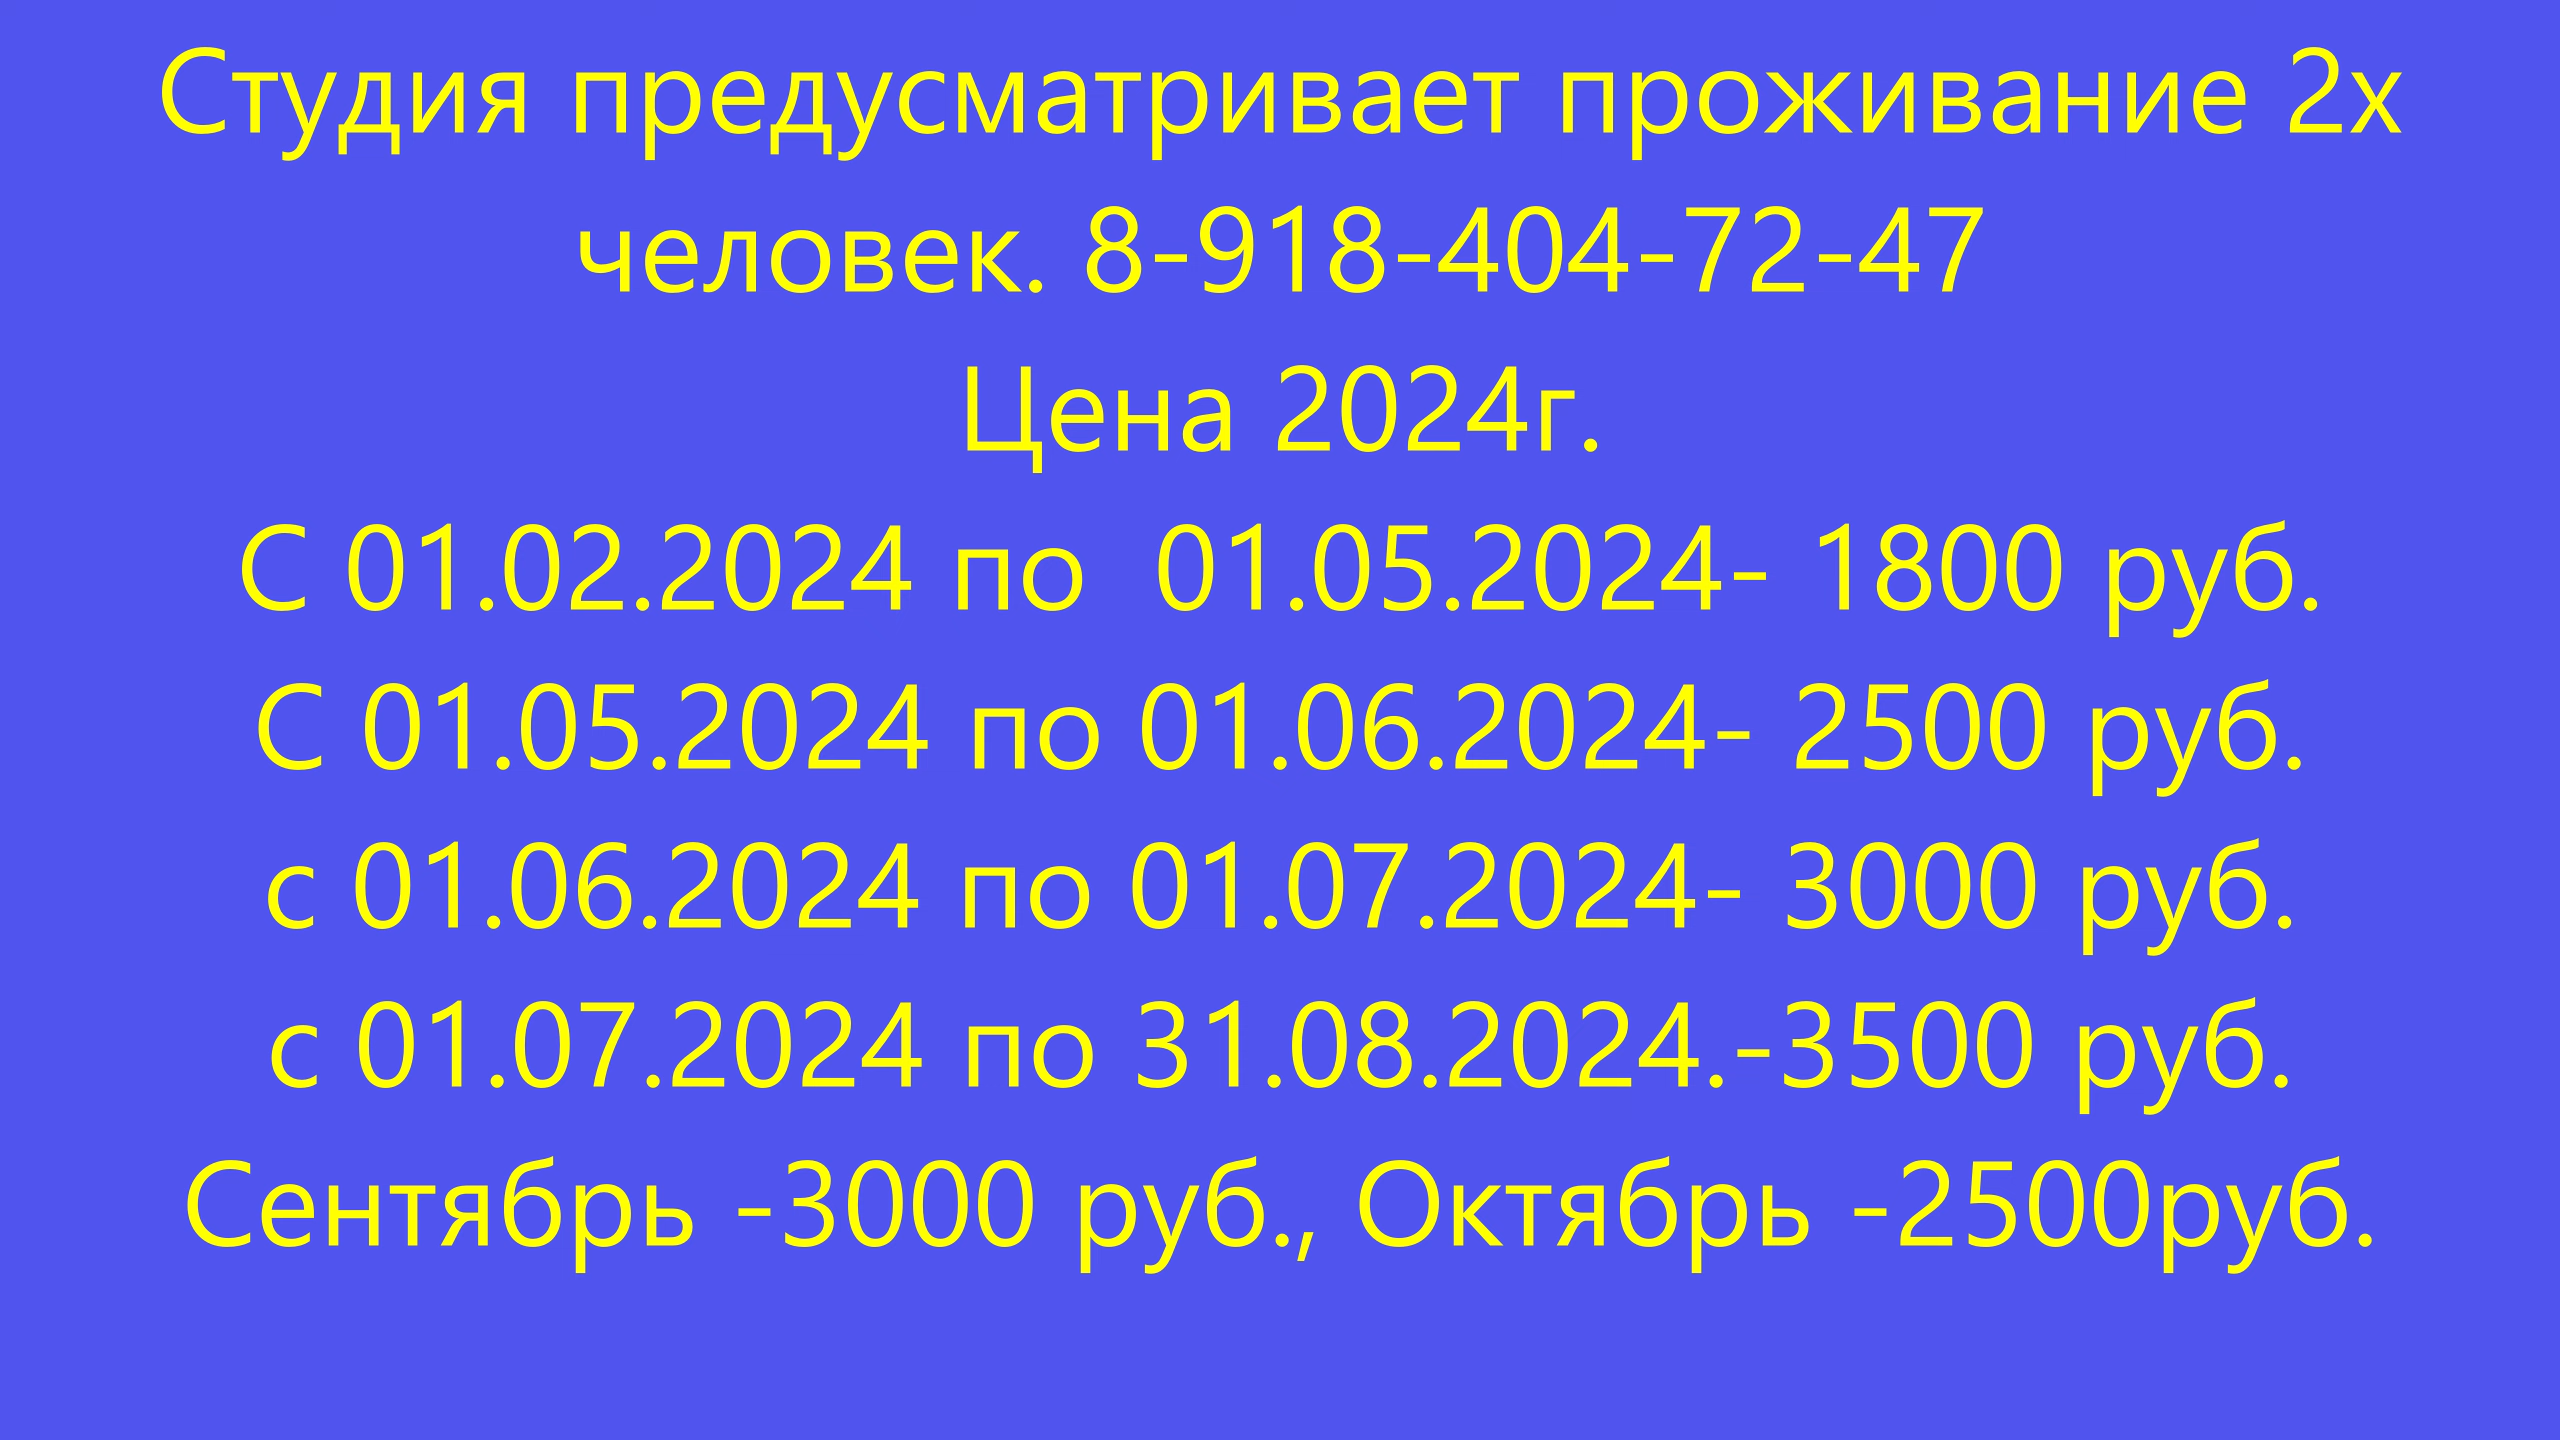 Студия предусматривает проживание 2х
человек. 8-918-404-72-47
Цена 2024г.
С 01.02.2024 по  01.05.2024- 1800 руб.
С 01.05.2024 по 01.06.2024- 2500 руб.
с 01.06.2024 по 01.07.2024- 3000 руб.
с 01.07.2024 по 31.08.2024.-3500 руб.
Сентябрь -3000 руб., Октябрь -2500руб.